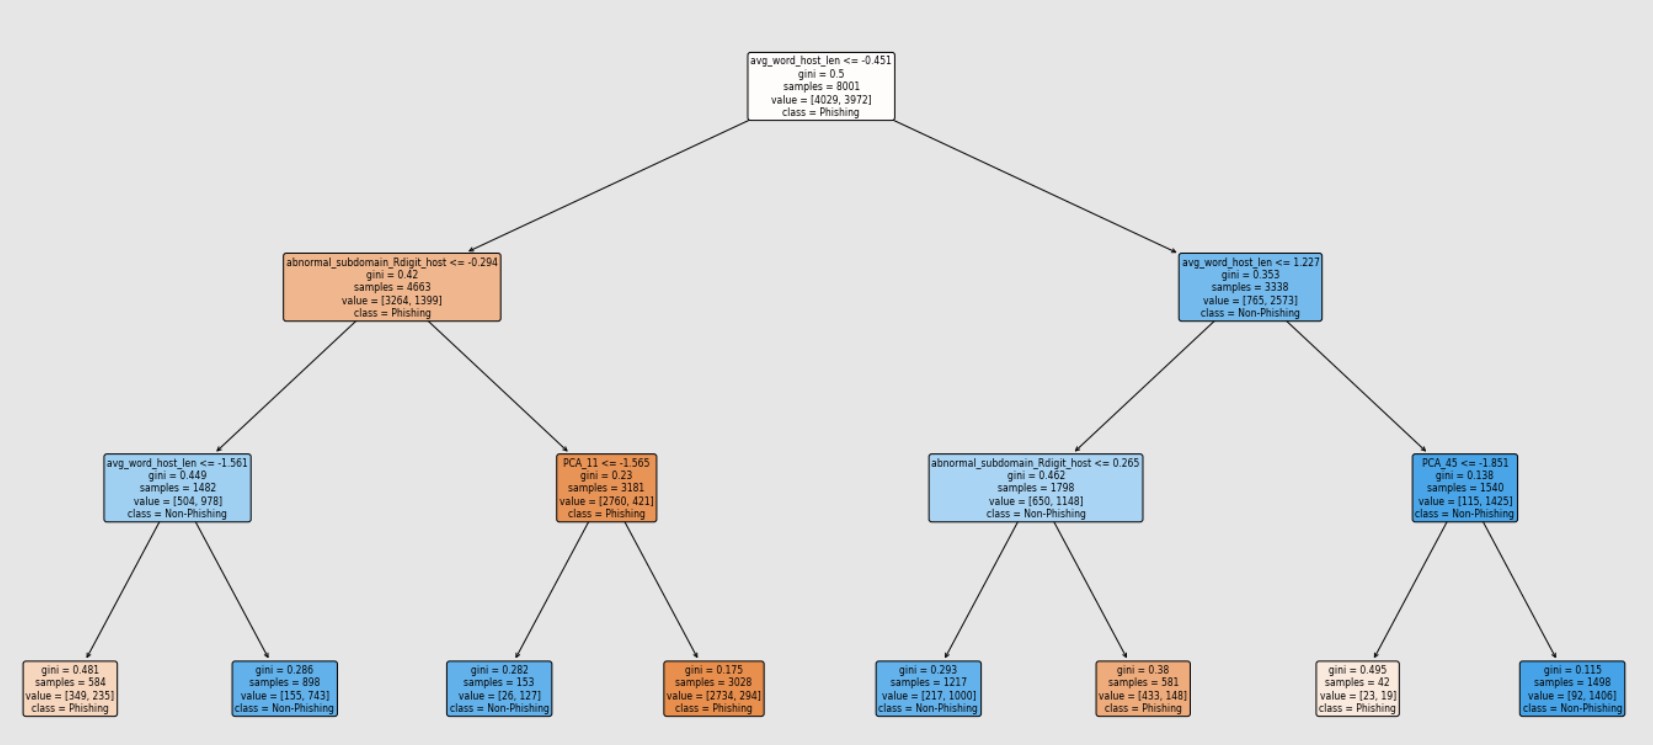 avg_word_host_len <= -0.451
gini = 0.5
samples = 8001
value = [4029, 3972]
class = Phishing
abnormal_subdomain_Rdigit_host <= -0.294
gini = 0.42
samples = 4663
value = [3264, 1399]
class = Phishing
avg_word_host_len <= 1.227
gini = 0.353
samples = 3338
value = [765, 2573]
class = Non-Phishing
avg_word_host_len <= -1.561
gini = 0.449
samples = 1482
value = [504, 978]
class = Non-Phishing
PCA_11 <= -1.565
gini = 0.23
samples = 3181
value = [2760, 421]
class = Phishing
abnormal_subdomain_Rdigit_host <= 0.265
gini = 0.462
samples = 1798
value = [650, 1148]
class = Non-Phishing
PCA_45 <= -1.851
gini = 0.138
samples = 1540
value = [115, 1425]
class = Non-Phishing
gini = 0.481
samples = 584
value = [349, 235]
class = Phishing
gini = 0.286
samples = 898
value = [155, 743]
class = Non-Phishing
gini = 0.282
samples = 153
value = [26, 127]
class = Non-Phishing
gini = 0.175
samples = 3028
value = [2734, 294]
class = Phishing
gini = 0.293
samples = 1217
value = [217, 1000]
class = Non-Phishing
gini = 0.38
samples = 581
value = [433, 148]
class = Phishing
gini = 0.495
samples = 42
value = [23, 19]
class = Phishing
gini = 0.115
samples = 1498
value = [92, 1406]
class = Non-Phishing